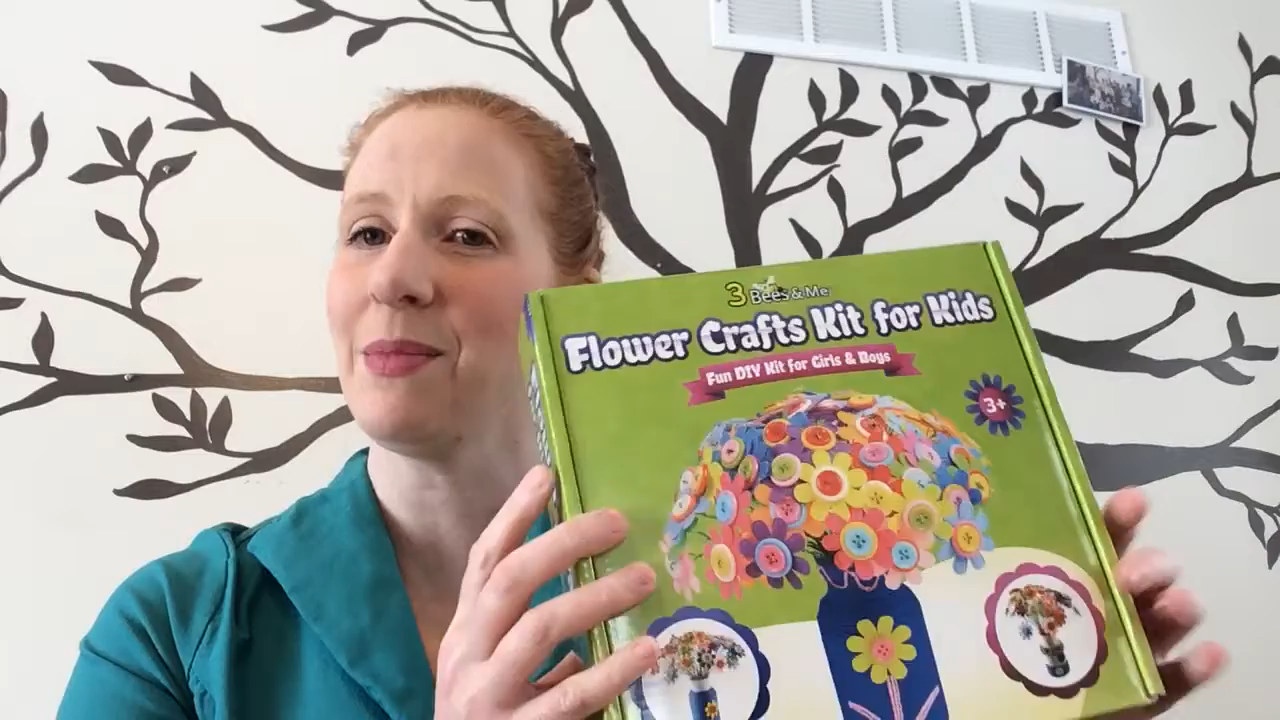 3 Bees & Me
Flower Crafts Kit for Kids
Fun DIY Kit for Girls & Boys
3+